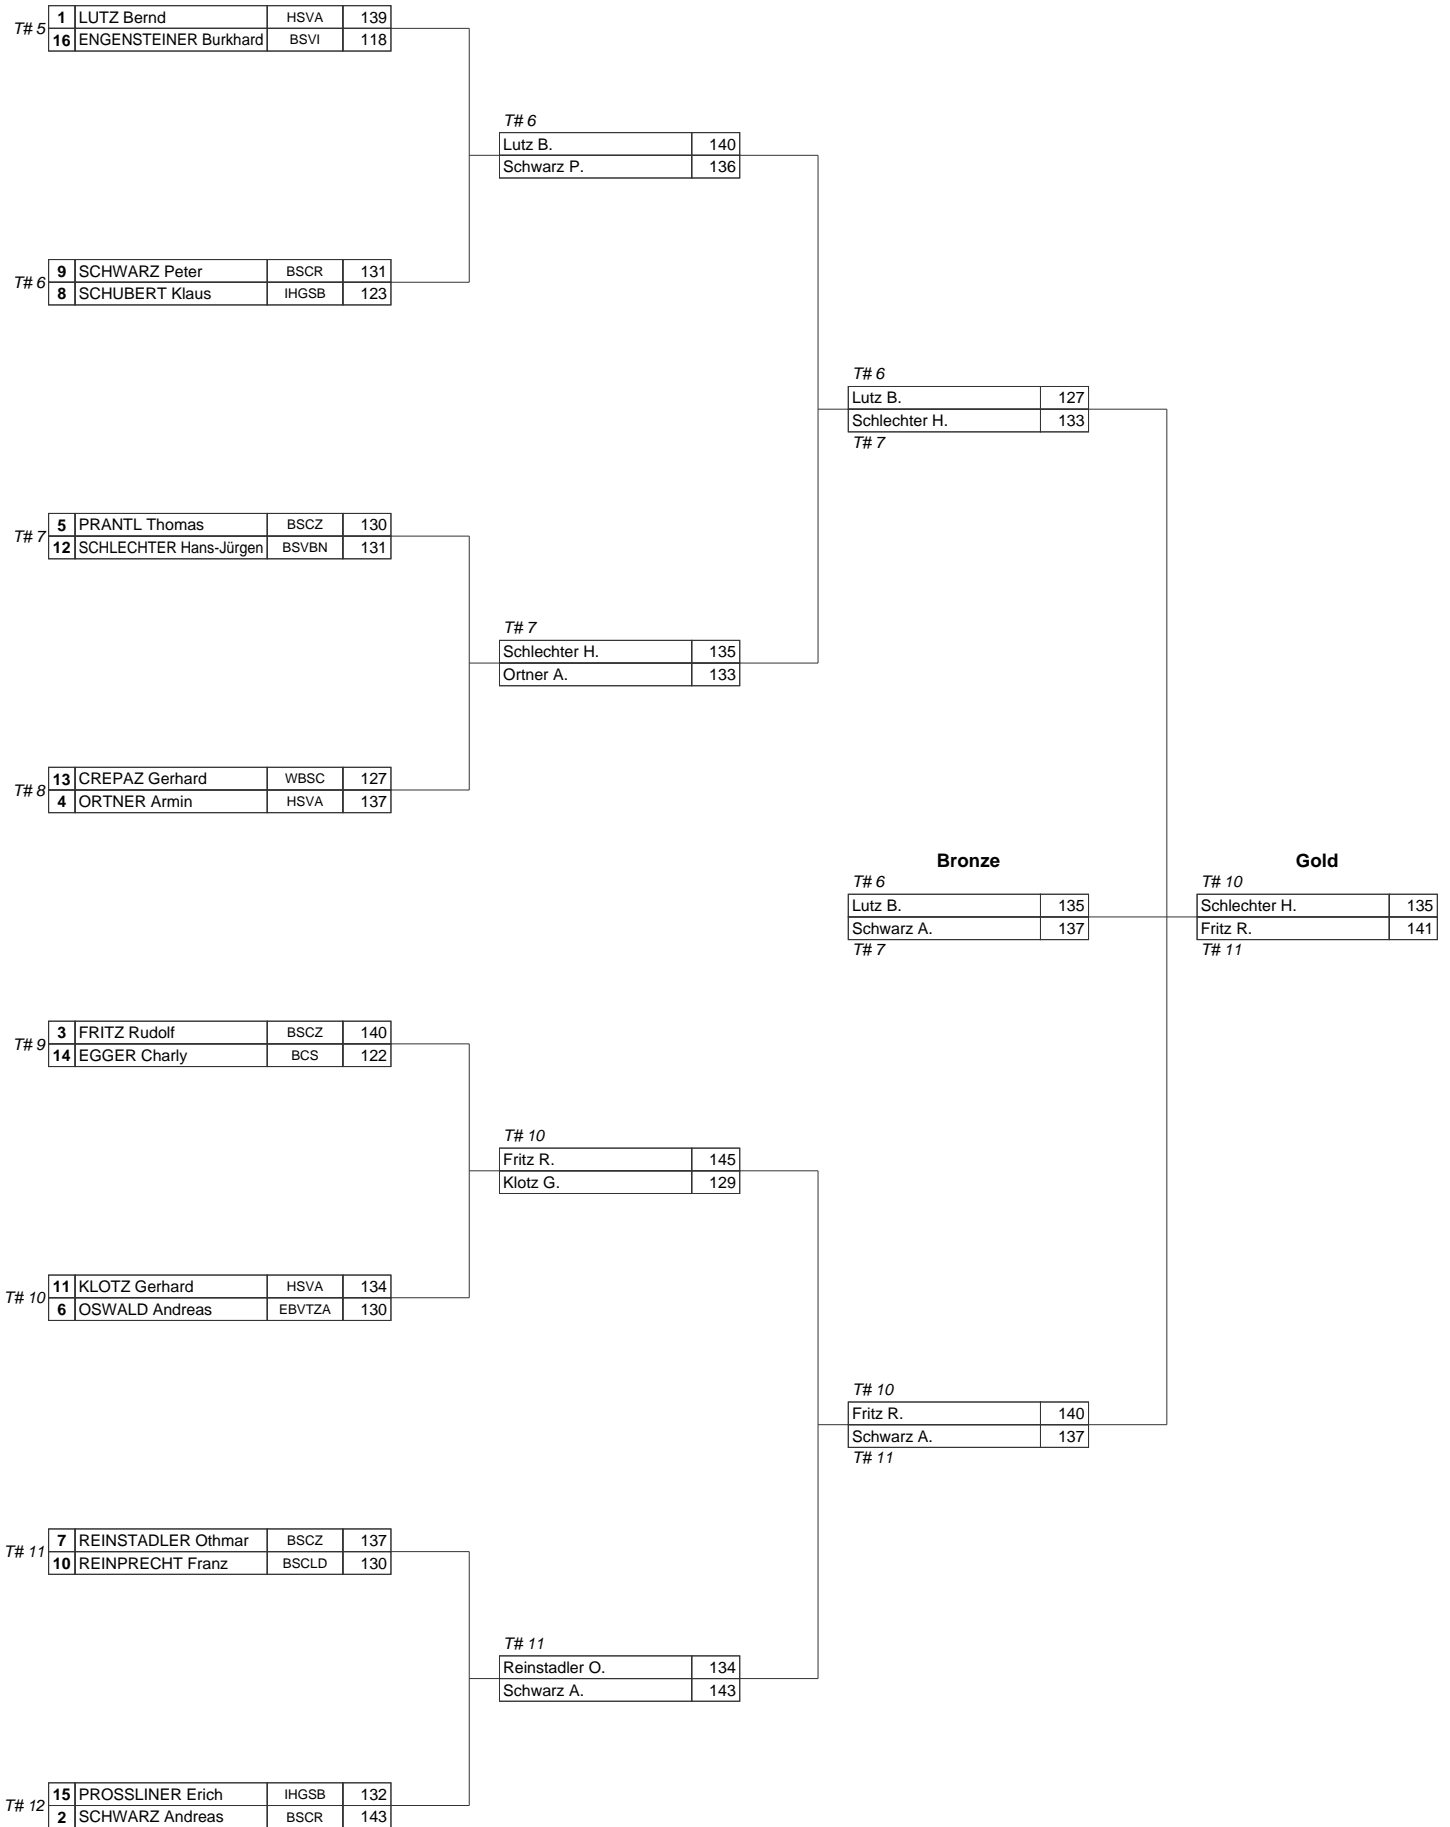 T# 5
1 LUTZ Bernd HSVA 139
16 ENGENSTEINER Burkhard BSVI 118
T# 6
Lutz B. 140
Schwarz P. 136
T# 6
9 SCHWARZ Peter BSCR 131
8 SCHUBERT Klaus IHGSB 123
T# 6
Lutz B. 127
Schlechter H. 133
T# 7
T# 7
5 PRANTL Thomas BSCZ 130
12 SCHLECHTER Hans-Jürgen BSVBN 131
T# 7
Schlechter H. 135
Ortner A. 133
T# 8
13 CREPAZ Gerhard WBSC 127
4 ORTNER Armin HSVA 137
Bronze
T# 6
Lutz B. 135
Schwarz A. 137
T# 7
Gold
T# 10
Schlechter H. 135
Fritz R. 141
T# 11
T# 9
3 FRITZ Rudolf BSCZ 140
14 EGGER Charly BCS 122
T# 10
Fritz R. 145
Klotz G. 129
T# 10
11 KLOTZ Gerhard HSVA 134
6 OSWALD Andreas EBVTZA 130
T# 10
Fritz R. 140
Schwarz A. 137
T# 11
T# 11
7 REINSTADLER Othmar BSCZ 137
10 REINPRECHT Franz BSCLD 130
T# 11
Reinstadler O. 134
Schwarz A. 143
T# 12
15 PROSSLINER Erich IHGSB 132
2 SCHWARZ Andreas BSCR 143